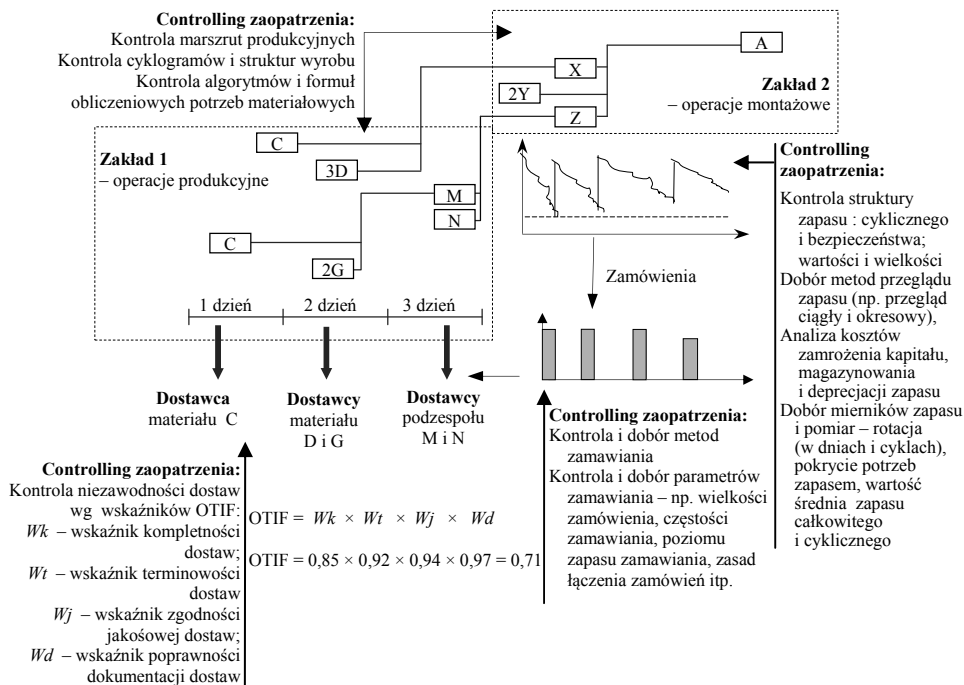 Controlling zaopatrzenia:
Kontrola marszrut produkcyjnych
Kontrola cyklogramów i struktur wyrobu
Kontrola algorytmów i formuł
obliczeniowych potrzeb materiałowych
A
X
2Y
Z
Zakład 2
– operacje montażowe
Zakład 1
– operacje produkcyjne
C
3D
M
N
C
2G
1 dzień
2 dzień
3 dzień
Dostawca
materiału C
Dostawcy
materiału
D i G
Dostawcy
podzespołu
M i N
Zamówienia
Controlling
zaopatrzenia:
Kontrola struktury
zapasu : cyklicznego
i bezpieczeństwa;
wartości i wielkości
Dobór metod przeglądu
zapasu (np. przegląd
ciągły i okresowy),
Analiza kosztów
zamrożenia kapitału,
magazynowania
i deprecjacji zapasu
Dobór mierników zapasu
i pomiar – rotacja
(w dniach i cyklach),
pokrycie potrzeb
zapasem, wartość
średnia zapasu
całkowitego
i cyklicznego
Controlling zaopatrzenia:
Kontrola i dobór metod
zamawiania
Kontrola i dobór parametrów
zamawiania – np. wielkości
zamówienia, częstości
zamawiania, poziomu
zapasu zamawiania, zasad
łączenia zamówień itp.
Controlling zaopatrzenia:
Kontrola niezawodności dostaw
wg wskaźników OTIF:
Wk – wskaźnik kompletności
dostaw;
Wt – wskaźnik terminowości
dostaw
Wj – wskaźnik zgodności
jakośowej dostaw;
Wd – wskaźnik poprawności
dokumentacji dostaw
OTIF = Wk × Wt × Wj × Wd
OTIF = 0,85 × 0,92 × 0,94 × 0,97 = 0,71